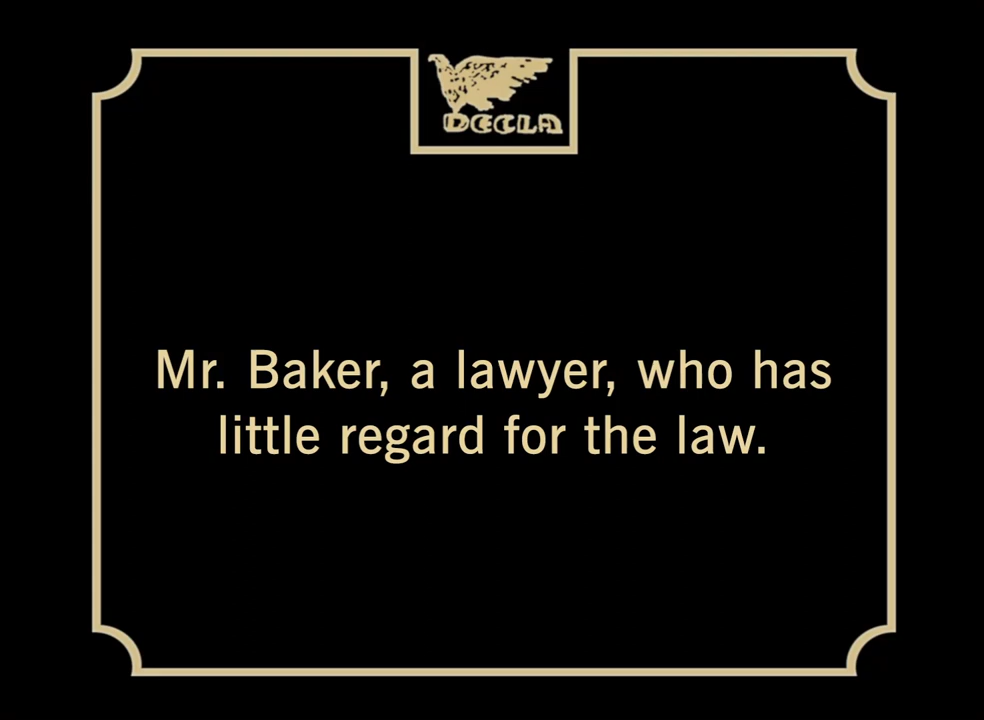 DECLA
Mr. Baker, a lawyer, who has
little regard for the law.